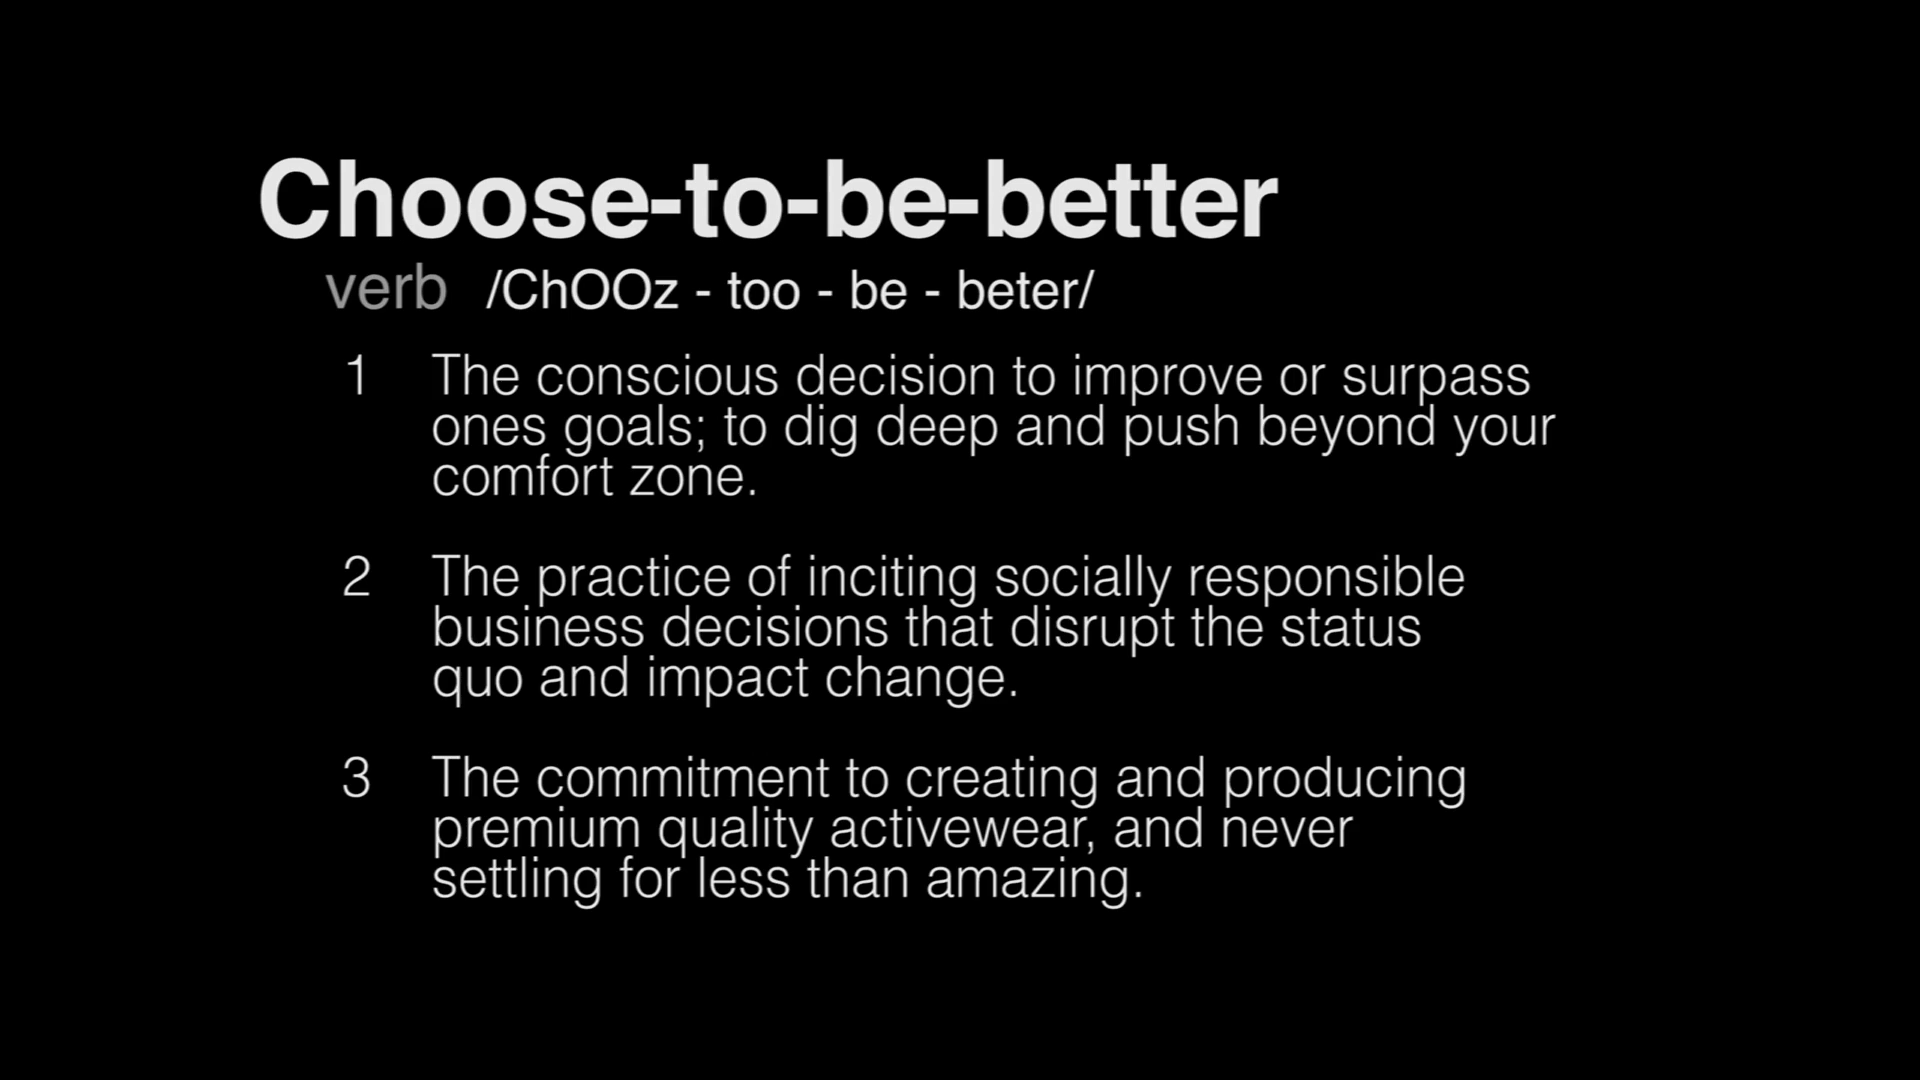 Choose-to-be-better
verb /ChOOz - too - be - beter/
1 The conscious decision to improve or surpass
ones goals; to dig deep and push beyond your
comfort zone.
2 The practice of inciting socially responsible
business decisions that disrupt the status
quo and impact change.
3 The commitment to creating and producing
premium quality activewear, and never
settling for less than amazing.